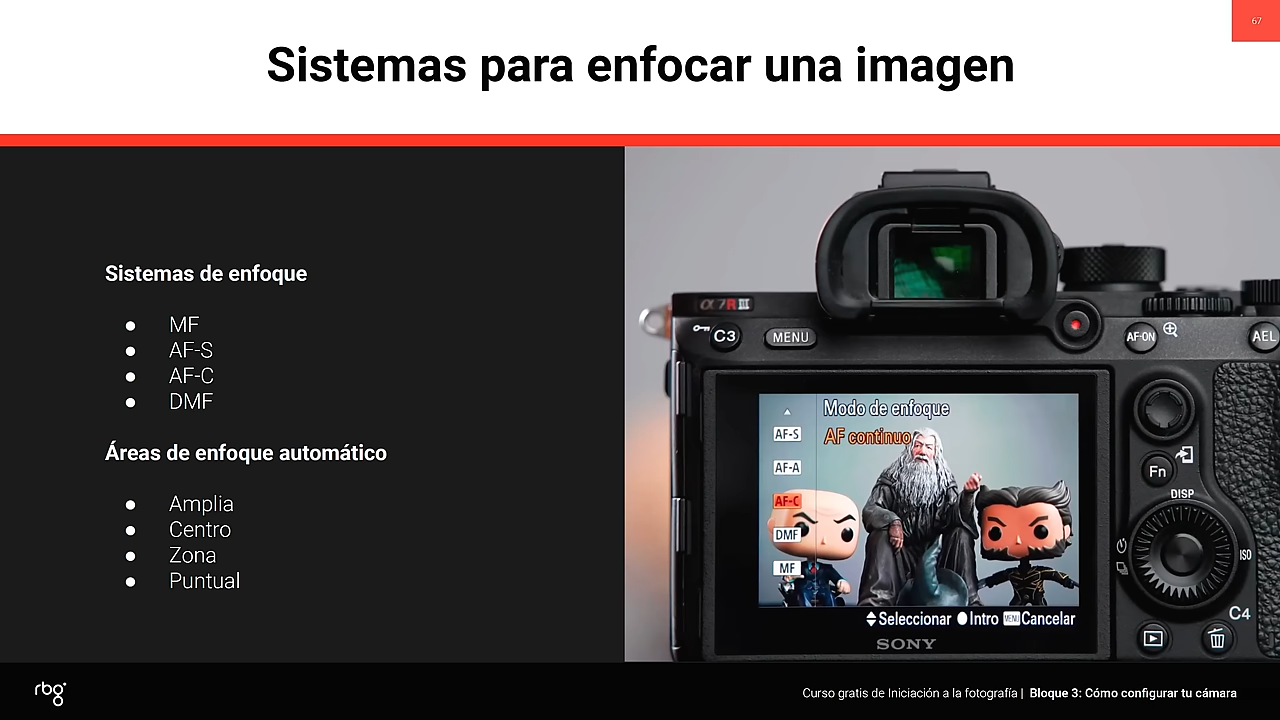 67
Sistemas para enfocar una imagen
Sistemas de enfoque
● MF
● AF-S
● AF-C
● DMF
Áreas de enfoque automático
● Amplia
● Centro
● Zona
● Puntual
α7RIII
C3
MENU
AF-ON
AEL
Modo de enfoque
AF continuo
AF-S
AF-A
AF-C
DMF
MF
Seleccionar Intro MENU Cancelar
SONY
Fn
DISP
ISO
C4
rbg
Curso gratis de Iniciación a la fotografía | Bloque 3: Cómo configurar tu cámara